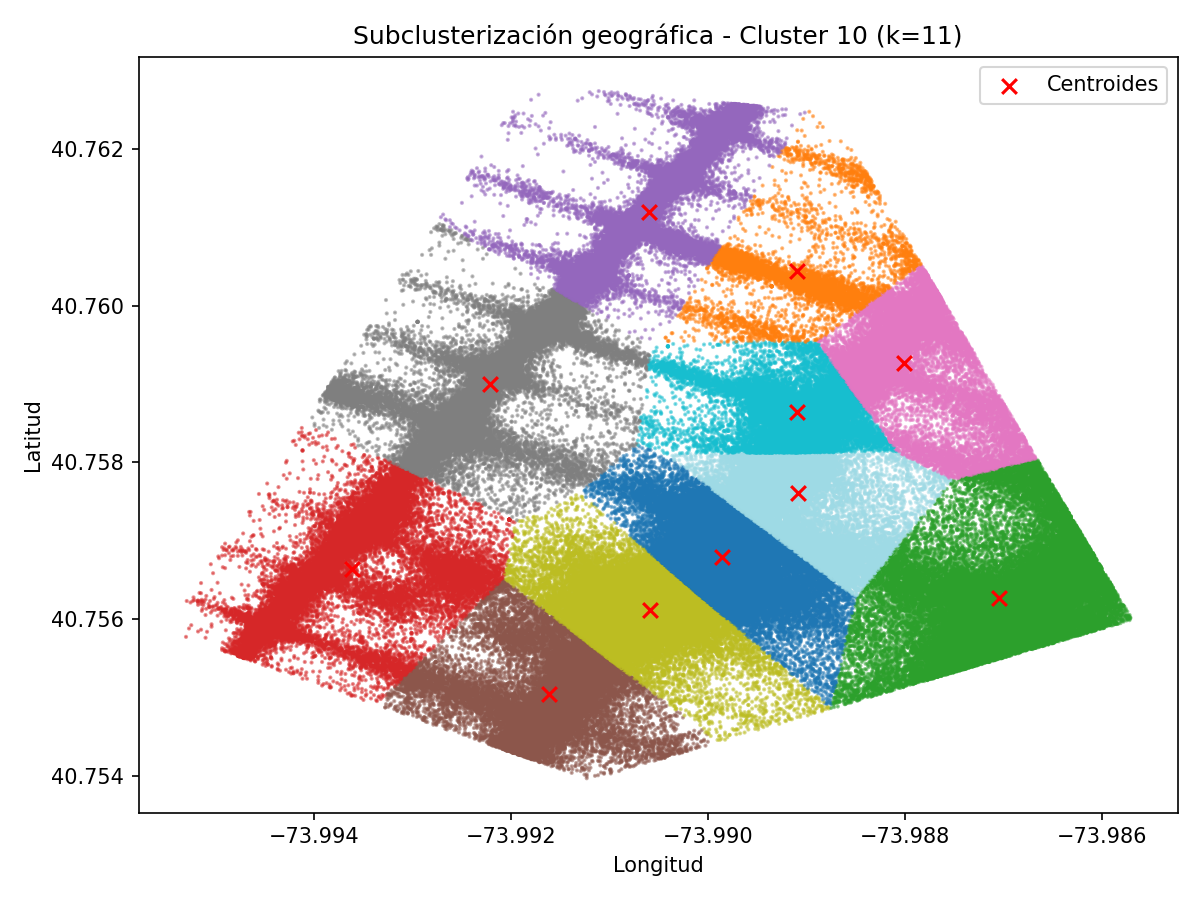 Subclusterización geográfica - Cluster 10 (k=11)
Centroides
Latitud
40.762
40.760
40.758
40.756
40.754
−73.994 −73.992 −73.990 −73.988 −73.986
Longitud